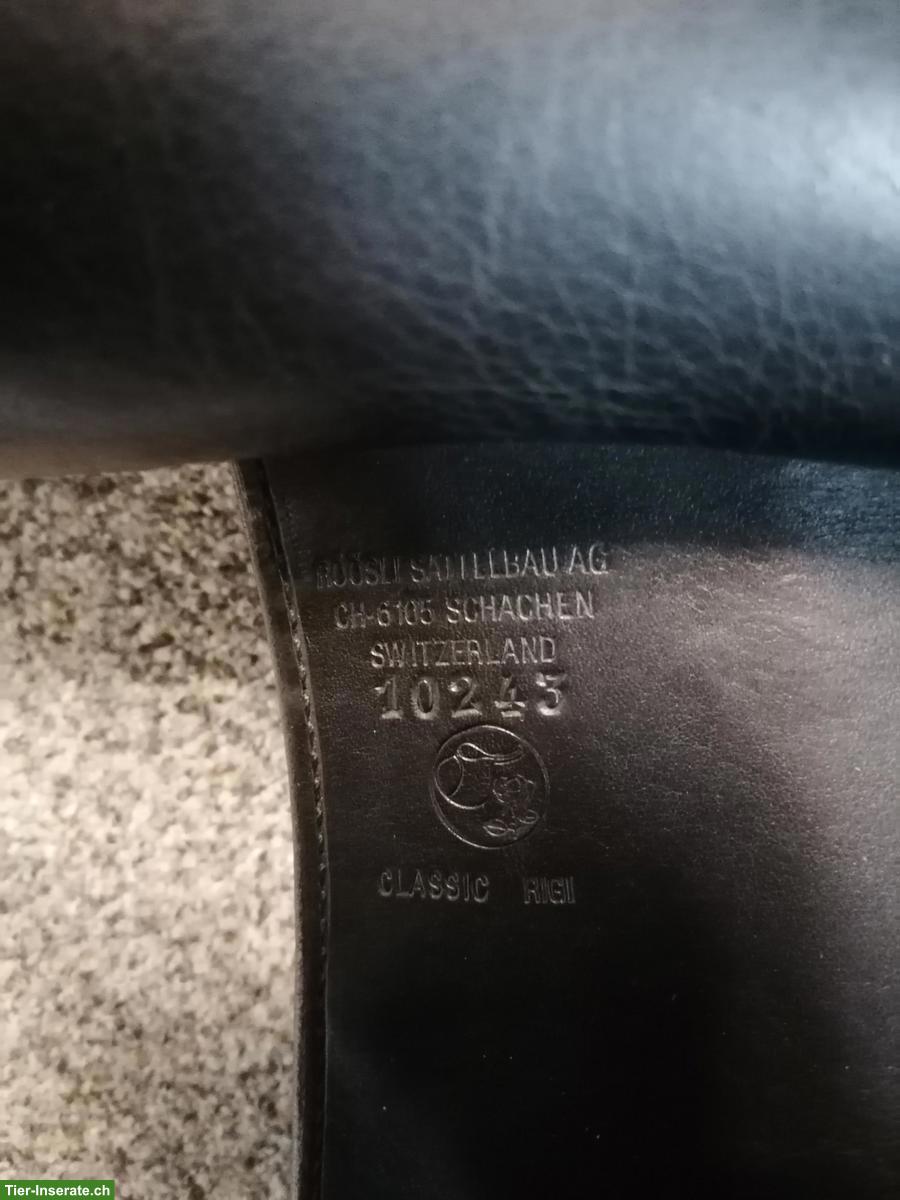 RÖÖSLI SATTELBAU AG
CH-6105 SCHACHEN
SWITZERLAND
10243
CLASSIC RIGI
Tier-Inserate.ch